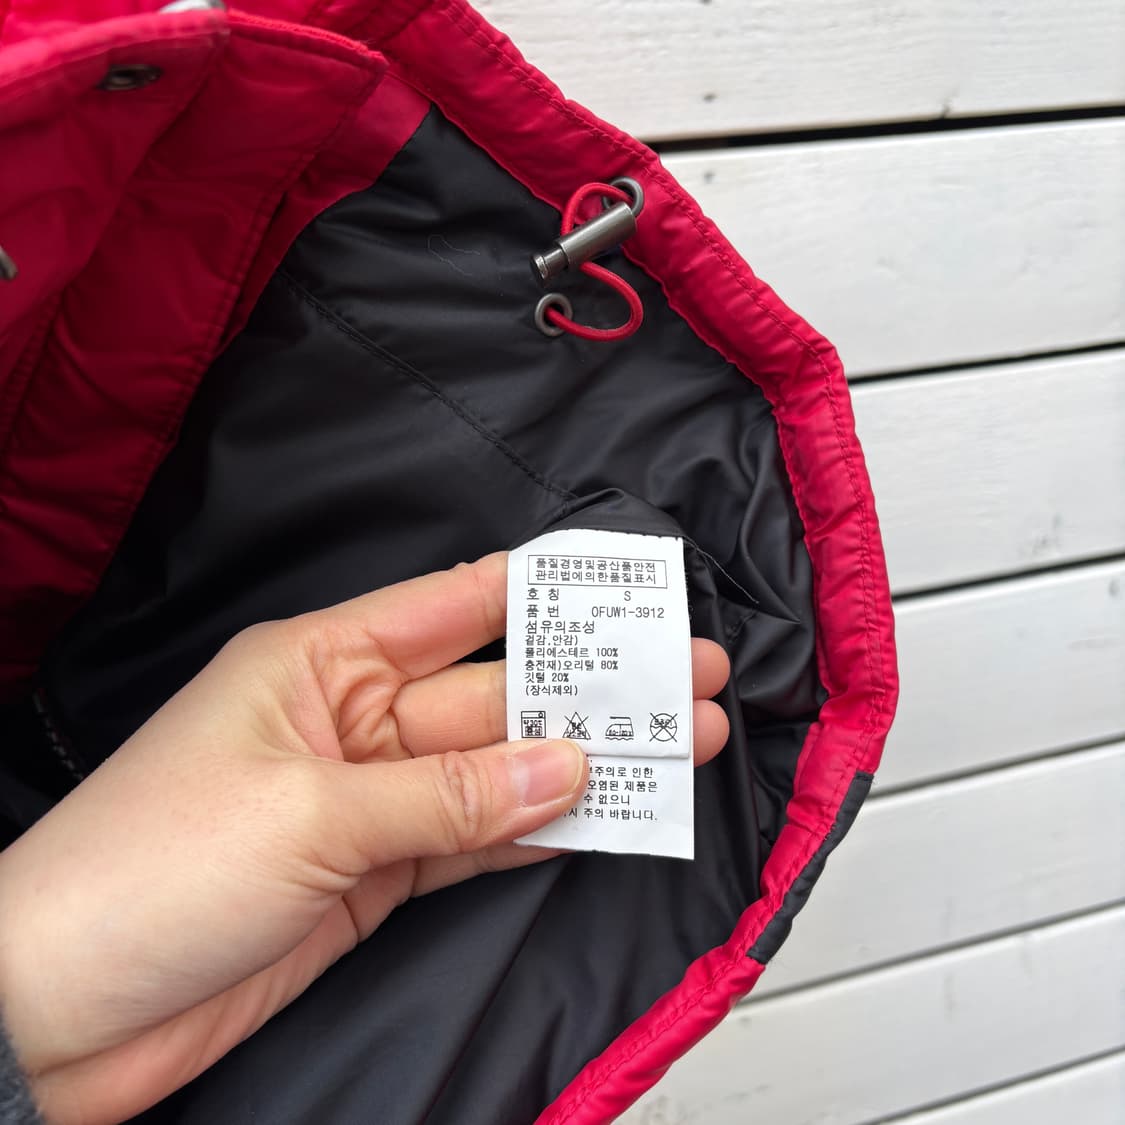 품질경영및공산품안전
관리법에의한품질표시
호 칭 S
품 번 OFUW1-3912
섬유의조성
겉감,안감)
폴리에스테르 100%
충전재)오리털 80%
깃털 20%
(장식제외)
부주의로 인한
오염된 제품은
수 없으니
주의 바랍니다.